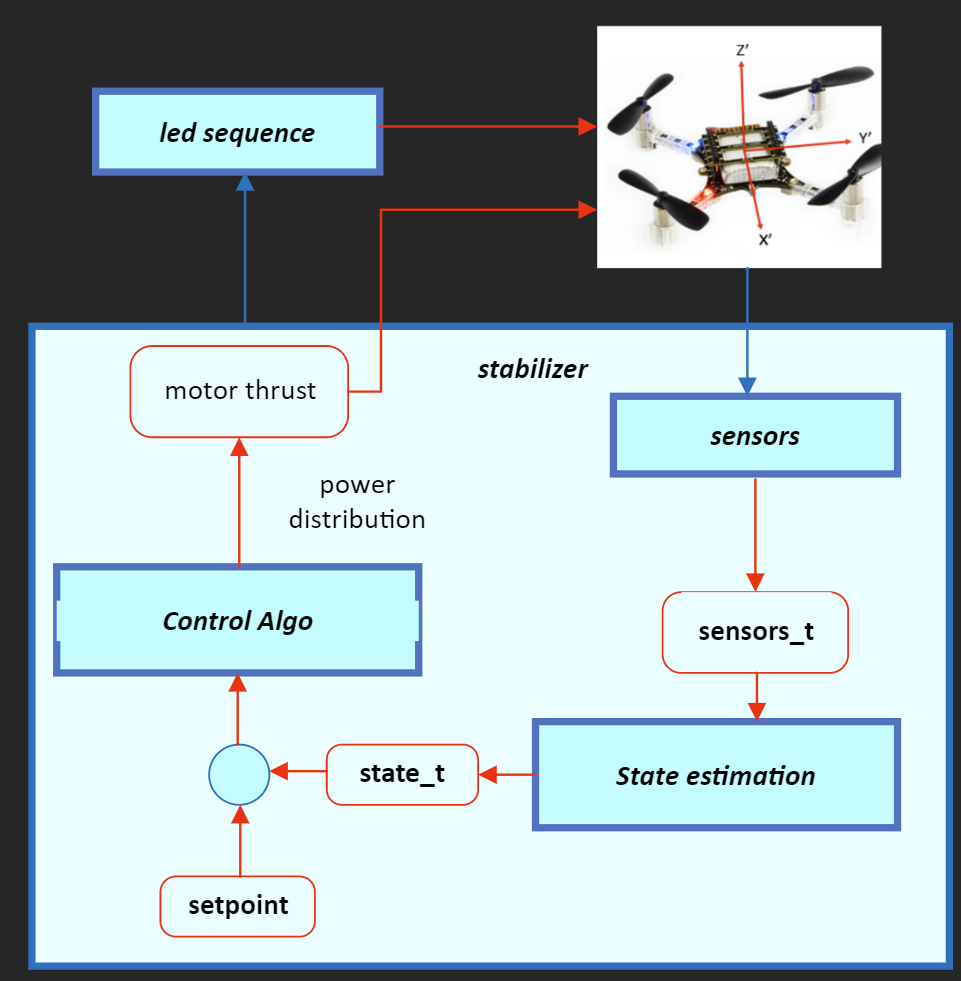 Z’
led sequence
Y’
X’
stabilizer
motor thrust
sensors
power
distribution
Control Algo
sensors_t
state_t
State estimation
setpoint